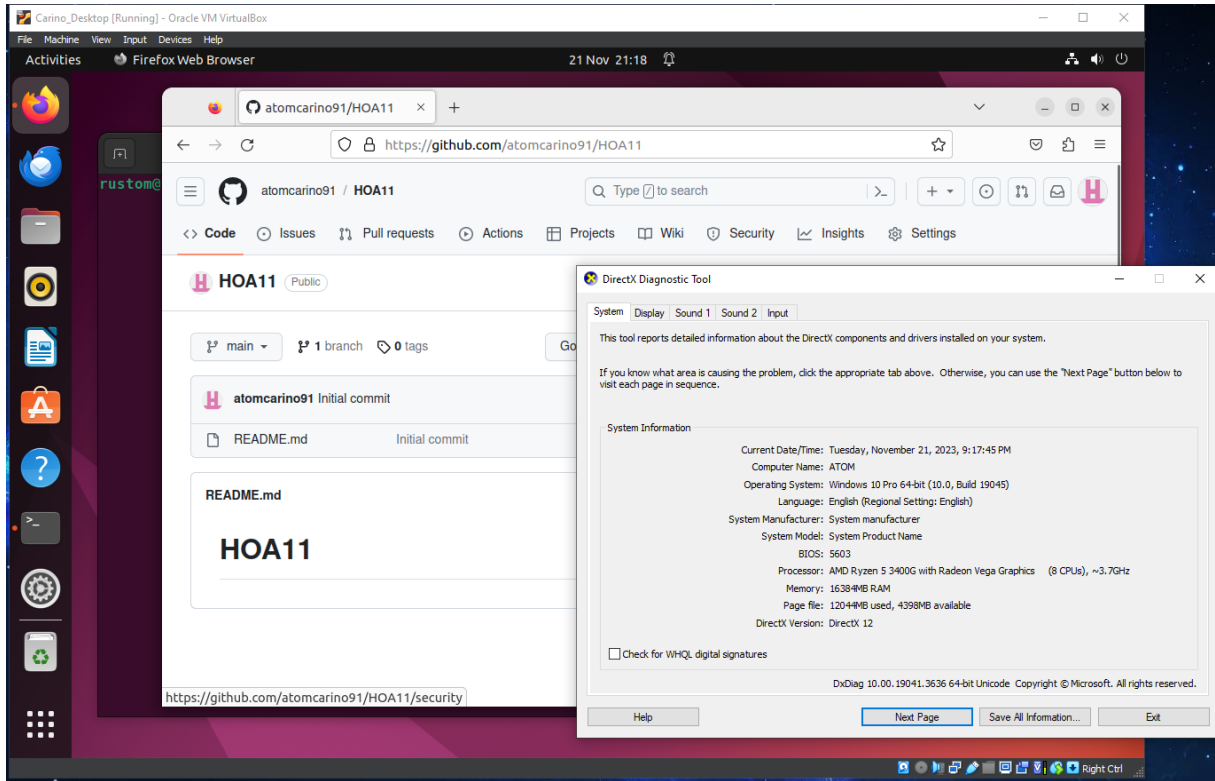 Carino_Desktop [Running] - Oracle VM VirtualBox
File Machine View Input Devices Help
Activities Firefox Web Browser 21 Nov 21:18
atomcarino91/HOA11
https://github.com/atomcarino91/HOA11
rustom@
atomcarino91 / HOA11 Type / to search
Code Issues Pull requests Actions Projects Wiki Security Insights Settings
HOA11 Public
main 1 branch 0 tags Go
atomcarino91 Initial commit
README.md Initial commit
README.md
HOA11
https://github.com/atomcarino91/HOA11/security
DirectX Diagnostic Tool
System Display Sound 1 Sound 2 Input
This tool reports detailed information about the DirectX components and drivers installed on your system.
If you know what area is causing the problem, click the appropriate tab above. Otherwise, you can use the "Next Page" button below to
visit each page in sequence.
System Information
Current Date/Time: Tuesday, November 21, 2023, 9:17:45 PM
Computer Name: ATOM
Operating System: Windows 10 Pro 64-bit (10.0, Build 19045)
Language: English (Regional Setting: English)
System Manufacturer: System manufacturer
System Model: System Product Name
BIOS: 5603
Processor: AMD Ryzen 5 3400G with Radeon Vega Graphics (8 CPUs), ~3.7GHz
Memory: 16384MB RAM
Page file: 12044MB used, 4398MB available
DirectX Version: DirectX 12
Check for WHQL digital signatures
DxDiag 10.00.19041.3636 64-bit Unicode Copyright © Microsoft. All rights reserved.
Help Next Page Save All Information... Exit
Right Ctrl